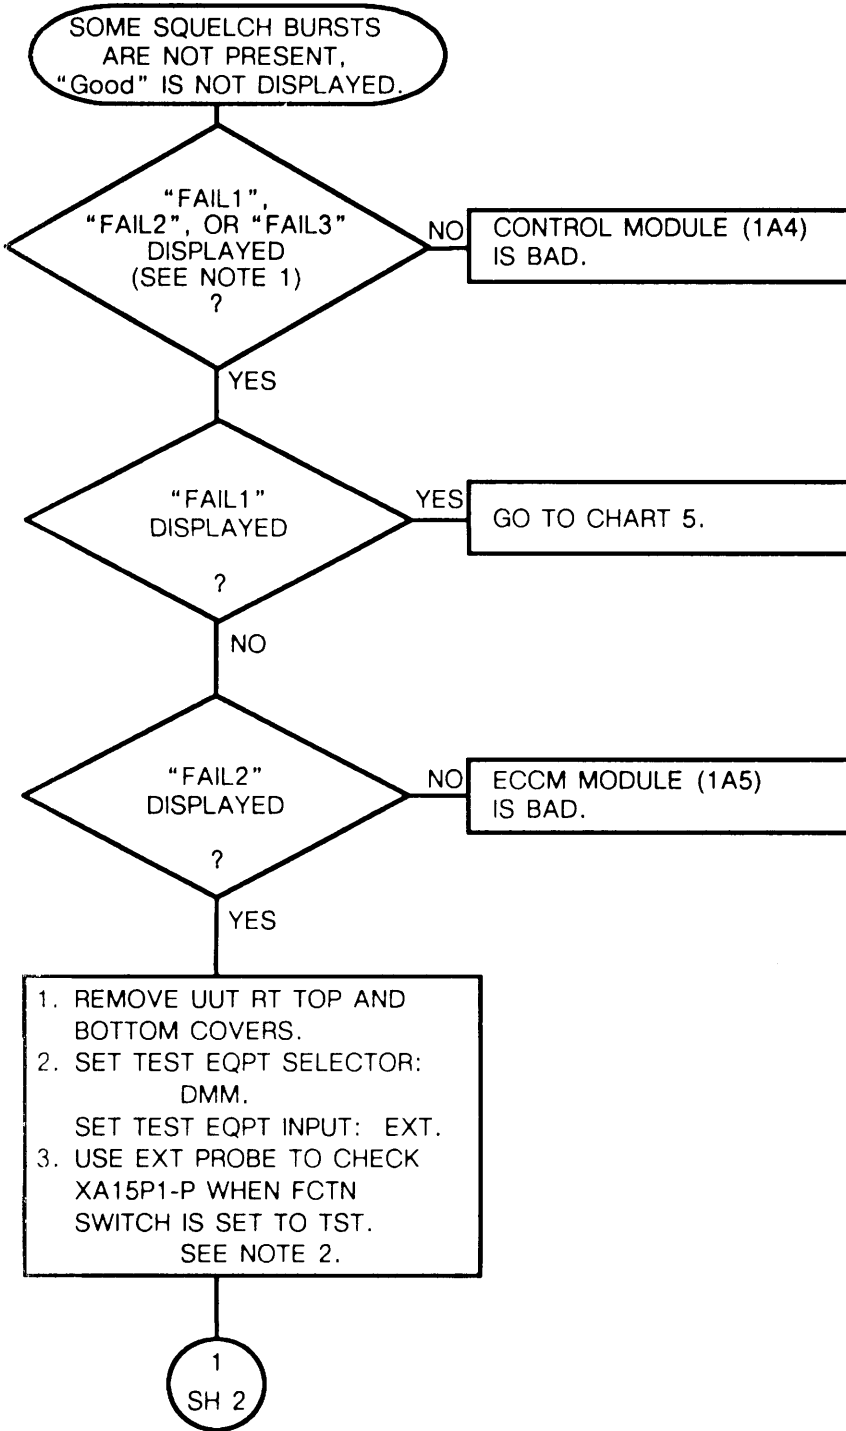 SOME SQUELCH BURSTS
ARE NOT PRESENT,
“Good” IS NOT DISPLAYED.
“FAIL1”,
“FAIL2”, OR “FAIL3”
DISPLAYED
(SEE NOTE 1)
?
NO
CONTROL MODULE (1A4)
IS BAD.
YES
“FAIL1”
DISPLAYED
?
YES
GO TO CHART 5.
NO
“FAIL2”
DISPLAYED
?
NO
ECCM MODULE (1A5)
IS BAD.
YES
1. REMOVE UUT RT TOP AND
BOTTOM COVERS.
2. SET TEST EQPT SELECTOR:
DMM.
SET TEST EQPT INPUT: EXT.
3. USE EXT PROBE TO CHECK
XA15P1-P WHEN FCTN
SWITCH IS SET TO TST.
SEE NOTE 2.
1
SH 2